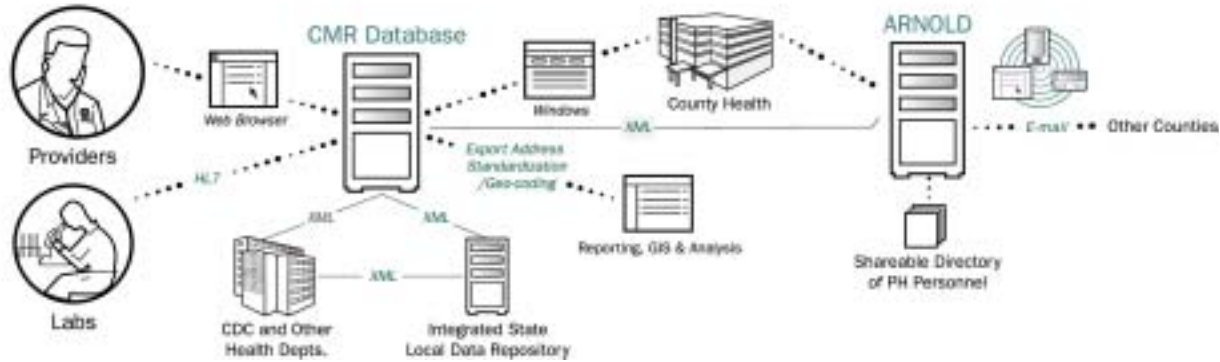 CMR Database
ARNOLD
Web Browser
Windows
County Health
XML
E-mail
Other Counties
Providers
HL7
Export Address
Standardization
/Geo-coding
XML
XML
Reporting, GIS & Analysis
Shareable Directory
of PH Personnel
XML
Labs
CDC and Other
Health Depts.
Integrated State
Local Data Repository